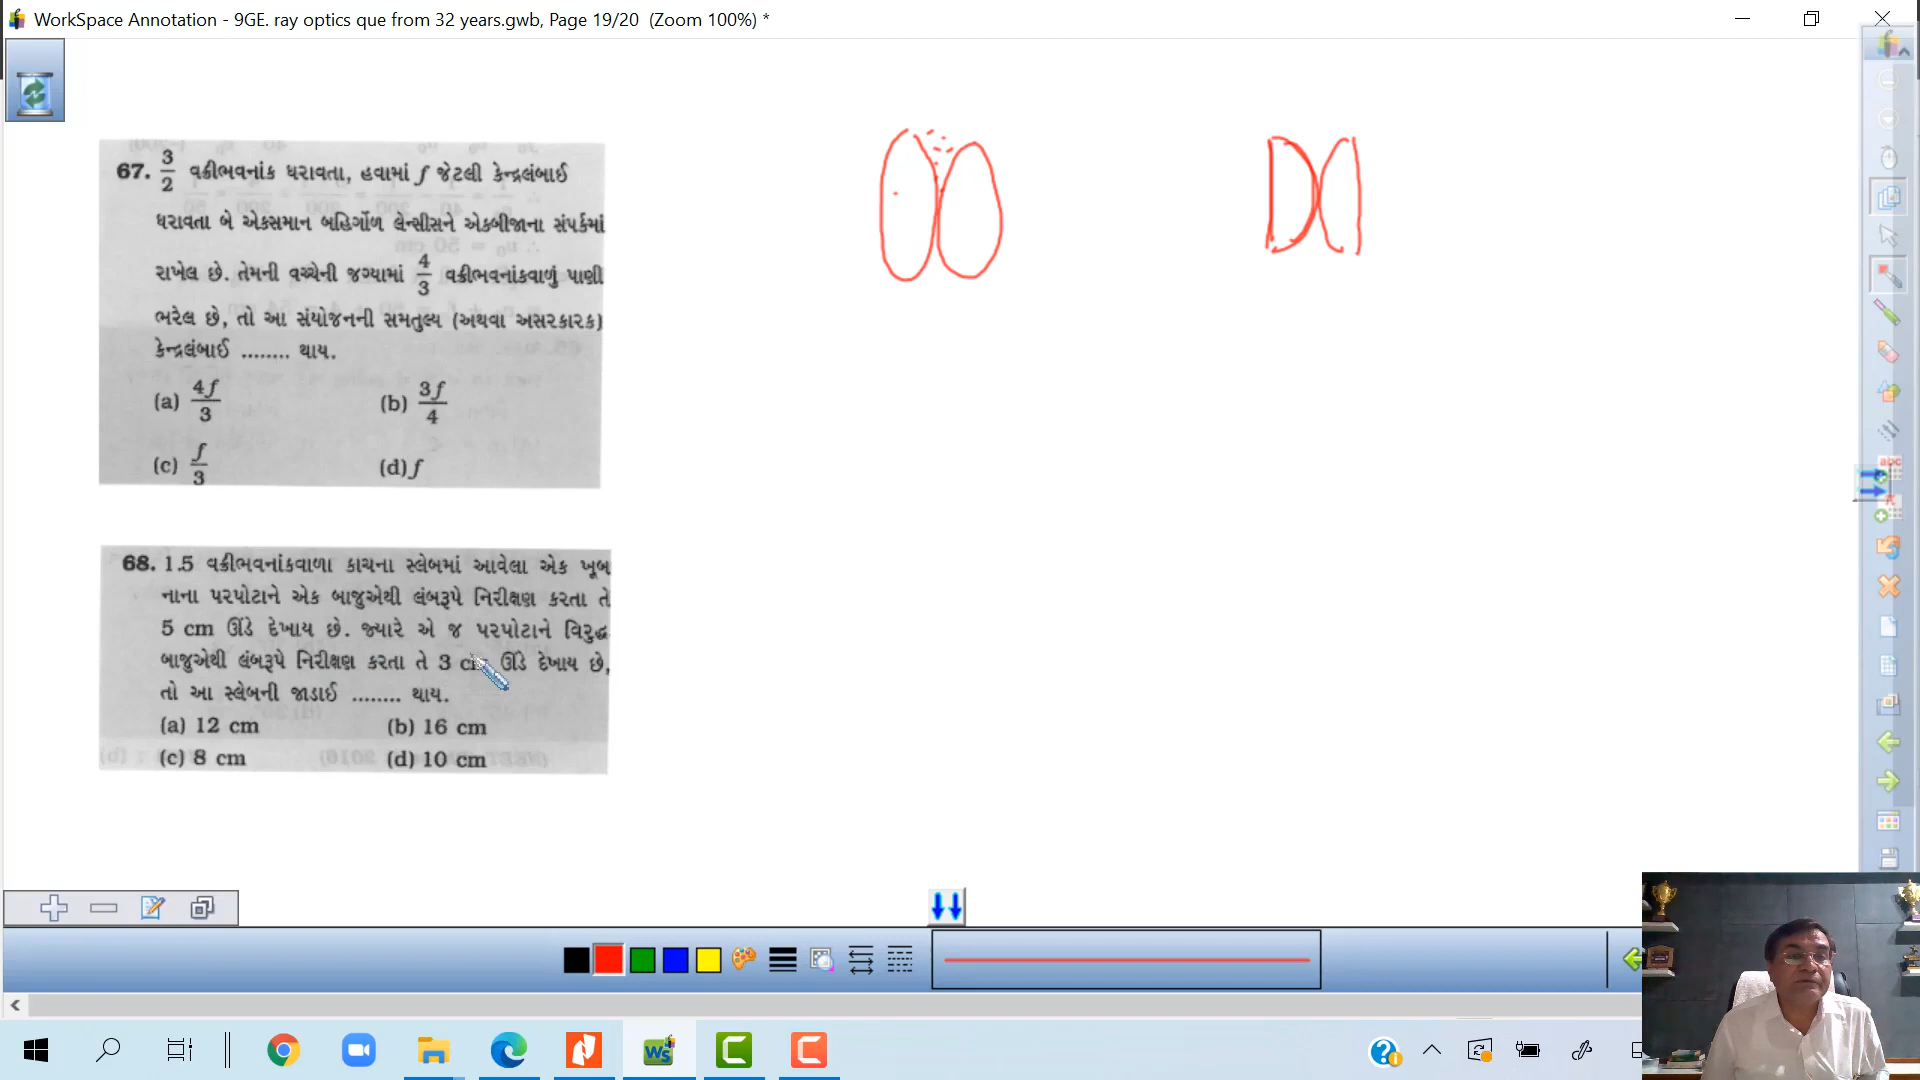 WorkSpace Annotation - 9GE. ray optics que from 32 years.gwb, Page 19/20 (Zoom 100%) *
67. 3/2 વક્રીભવનાંક ધરાવતા, હવામાં f જેટલી કેન્દ્રલંબાઈ
ધરાવતા બે એકસમાન બહિર્ગોળ લેન્સીસને એકબીજાના સંપર્કમાં
રાખેલ છે. તેમની વચ્ચેની જગ્યામાં 4/3 વક્રીભવનાંકવાળું પાણી
ભરેલ છે, તો આ સંયોજનની સમતુલ્ય (અથવા અસરકારક)
કેન્દ્રલંબાઈ ........ થાય.
(a) 4f/3 (b) 3f/4
(c) f/3 (d) f
68. 1.5 વક્રીભવનાંકવાળા કાચના સ્લેબમાં આવેલા એક ખૂબ
નાના પરપોટાને એક બાજુએથી લંબરૂપે નિરીક્ષણ કરતા તે
5 cm ઊંડે દેખાય છે. જ્યારે એ જ પરપોટાને વિરુદ્ધ
બાજુએથી લંબરૂપે નિરીક્ષણ કરતા તે 3 cm ઊંડે દેખાય છે,
તો આ સ્લેબની જાડાઈ ........ થાય.
(a) 12 cm (b) 16 cm
(c) 8 cm (d) 10 cm